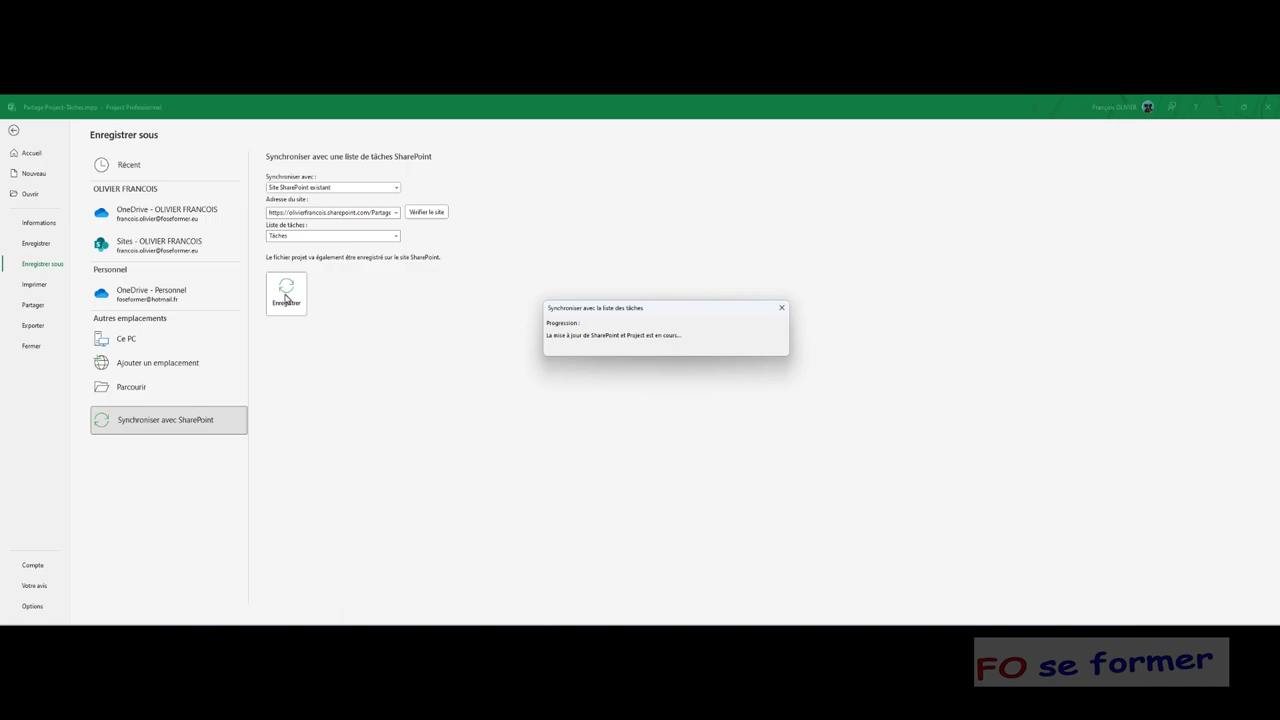 Partage Project-Tâches.mpp - Project Professionnel
François OLIVIER
?
Enregistrer sous
Accueil
Nouveau
Ouvrir
Informations
Enregistrer
Enregistrer sous
Imprimer
Partager
Exporter
Fermer
Compte
Votre avis
Options
Récent
OLIVIER FRANCOIS
OneDrive - OLIVIER FRANCOIS
francois.olivier@foseformer.eu
Sites - OLIVIER FRANCOIS
francois.olivier@foseformer.eu
Personnel
OneDrive - Personnel
foseformer@hotmail.fr
Autres emplacements
Ce PC
Ajouter un emplacement
Parcourir
Synchroniser avec SharePoint
Synchroniser avec une liste de tâches SharePoint
Synchroniser avec :
Site SharePoint existant
Adresse du site :
https://olivierfrancois.sharepoint.com/Partage
Vérifier le site
Liste de tâches :
Tâches
Le fichier projet va également être enregistré sur le site SharePoint.
Enregistrer
Synchroniser avec la liste des tâches
Progression :
La mise à jour de SharePoint et Project est en cours...
FO se former